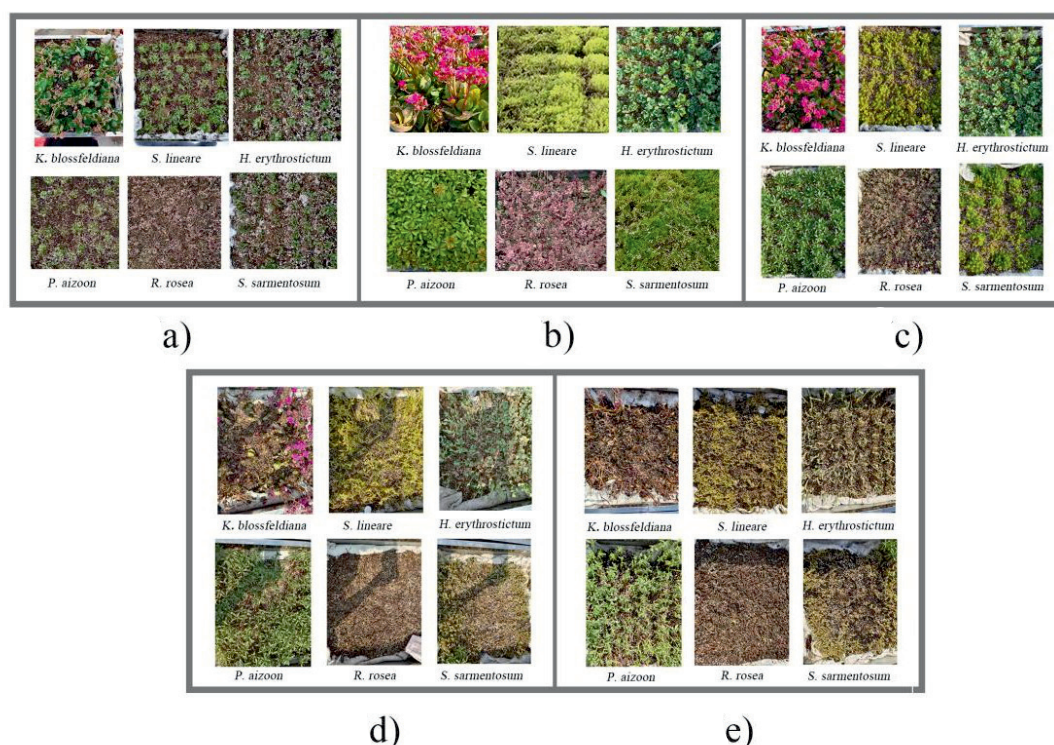 K. blossfeldiana S. lineare H. erythrostictum
P. aizoon R. rosea S. sarmentosum
a)
K. blossfeldiana S. lineare H. erythrostictum
P. aizoon R. rosea S. sarmentosum
b)
K. blossfeldiana S. lineare H. erythrostictum
P. aizoon R. rosea S. sarmentosum
c)
K. blossfeldiana S. lineare H. erythrostictum
P. aizoon R. rosea S. sarmentosum
d)
K. blossfeldiana S. lineare H. erythrostictum
P. aizoon R. rosea S. sarmentosum
e)